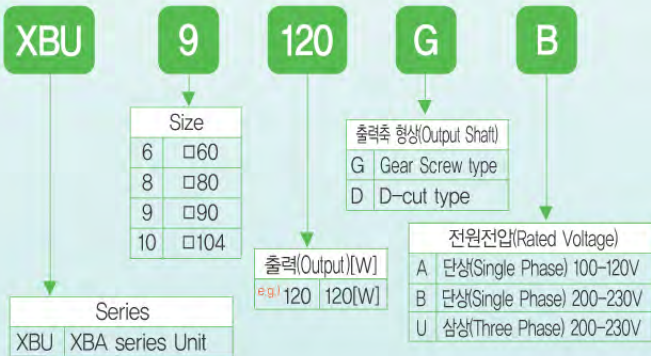 XBU 9 120 G B
Size
6 □60
8 □80
9 □90
10 □104
출력축 형상(Output Shaft)
G Gear Screw type
D D-cut type
출력(Output)[W]
e.g.) 120 120[W]
전원전압(Rated Voltage)
A 단상(Single Phase) 100-120V
B 단상(Single Phase) 200-230V
U 삼상(Three Phase) 200-230V
Series
XBU XBA series Unit